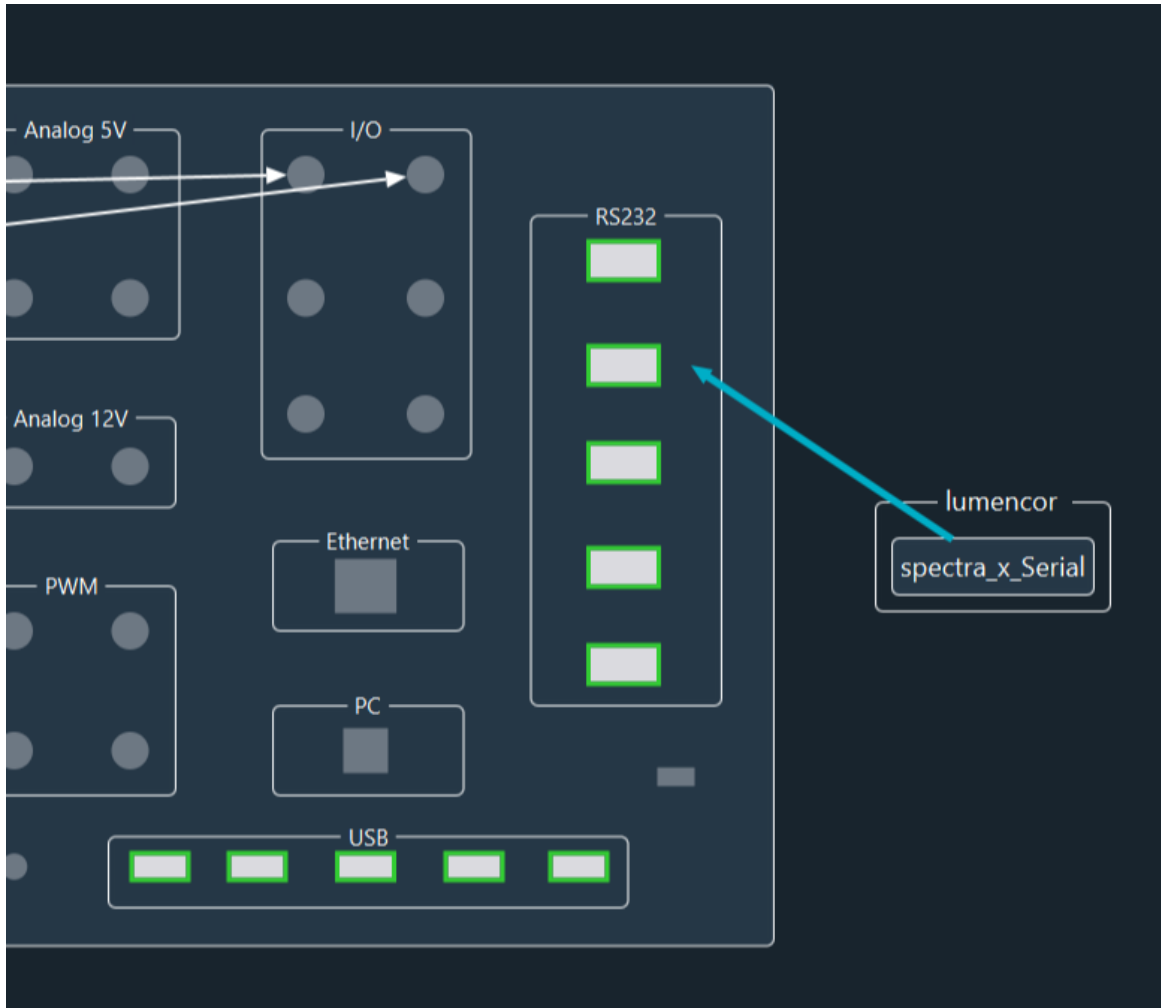 Analog 5V
I/O
RS232
Analog 12V
lumencor
Ethernet
spectra_x_Serial
PWM
PC
USB